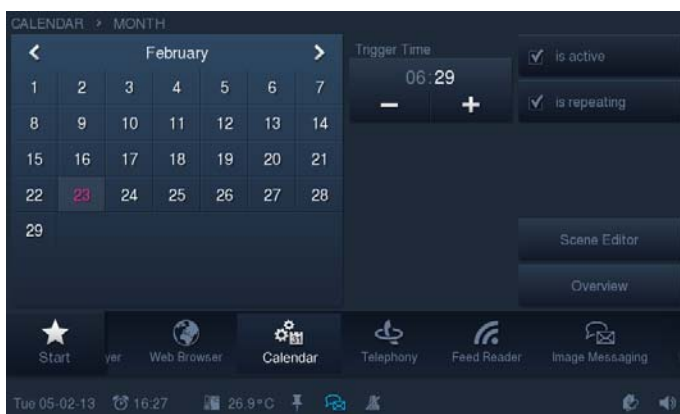 CALENDAR > MONTH
February
1 2 3 4 5 6 7
8 9 10 11 12 13 14
15 16 17 18 19 20 21
22 23 24 25 26 27 28
29
Trigger Time
06:29
is active
is repeating
Scene Editor
Overview
Start
yer
Web Browser
Calendar
31
Telephony
Feed Reader
Image Messaging
Tue 05-02-13 16:27 26.9°C